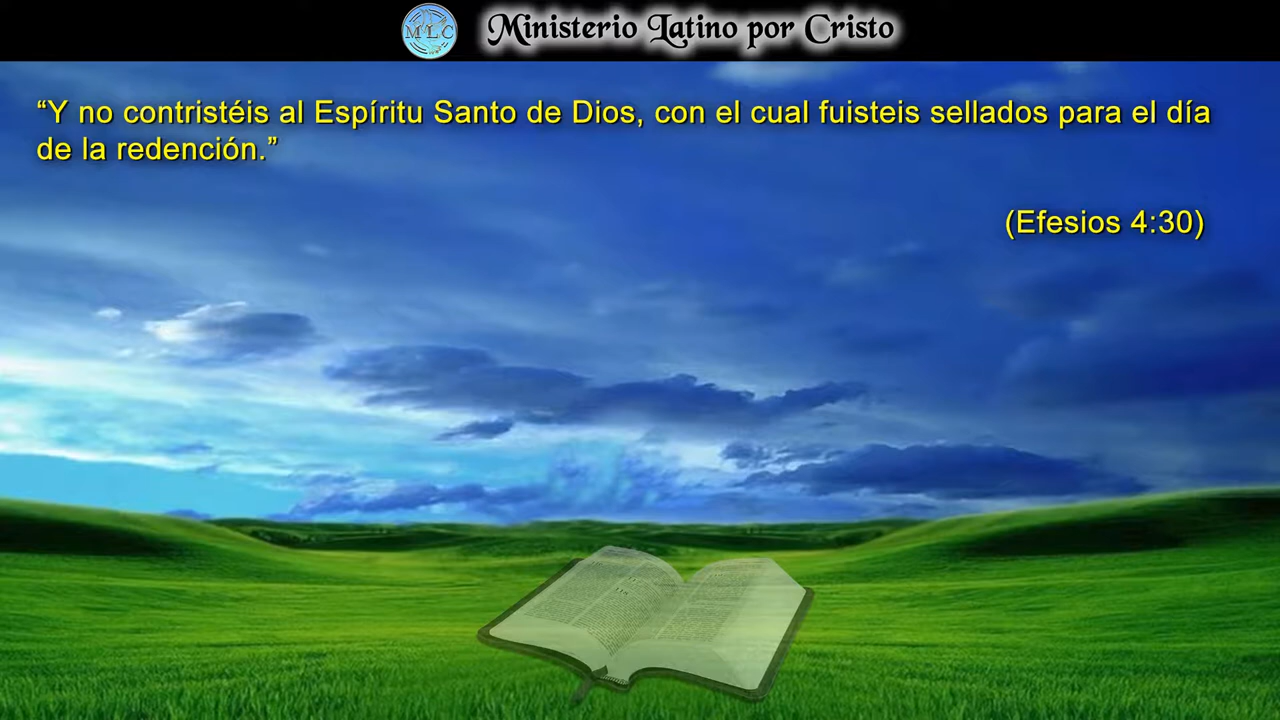 MLC
Ministerio Latino por Cristo
“Y no contristéis al Espíritu Santo de Dios, con el cual fuisteis sellados para el día
de la redención.”
(Efesios 4:30)